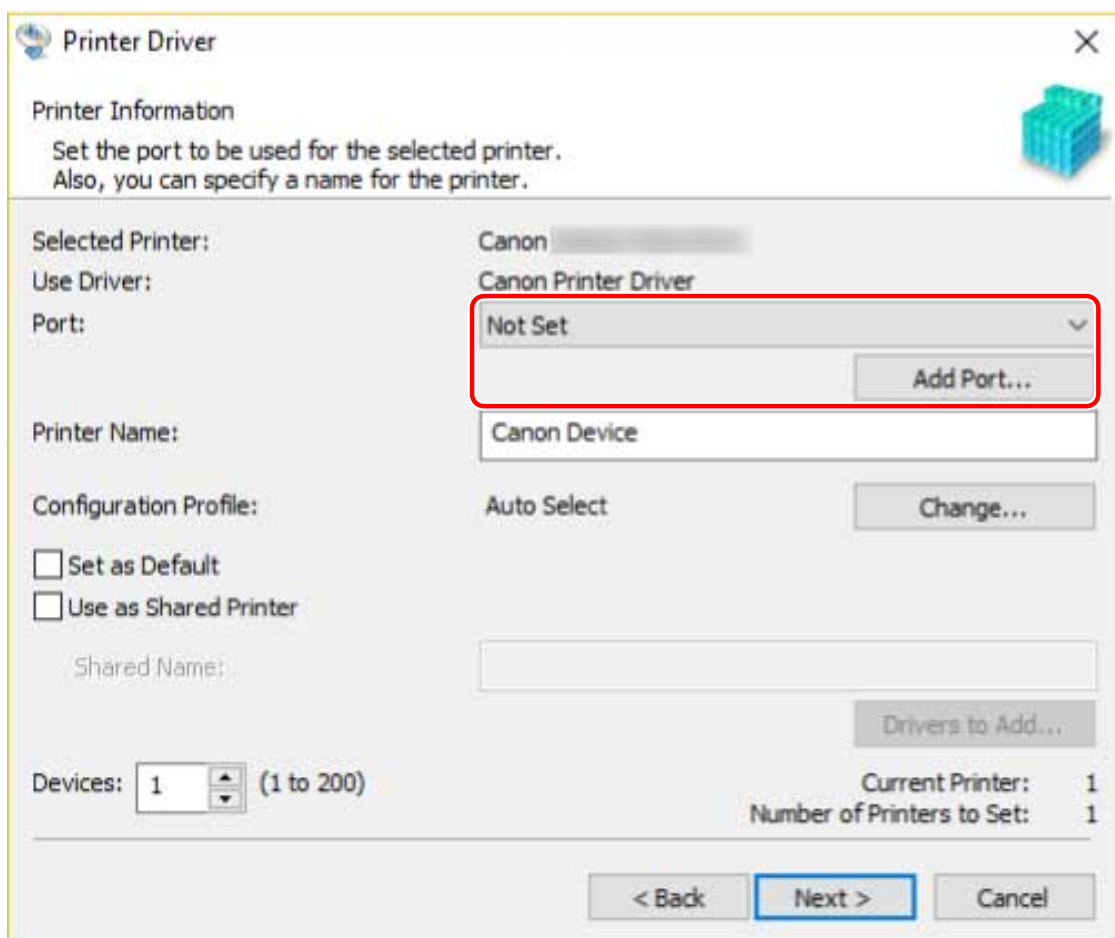 Printer Driver
Printer Information
Set the port to be used for the selected printer.
Also, you can specify a name for the printer.
Selected Printer: Canon
Use Driver: Canon Printer Driver
Port: Not Set
Add Port...
Printer Name: Canon Device
Configuration Profile: Auto Select Change...
Set as Default
Use as Shared Printer
Shared Name:
Drivers to Add...
Devices: 1 (1 to 200) Current Printer: 1
Number of Printers to Set: 1
< Back Next > Cancel